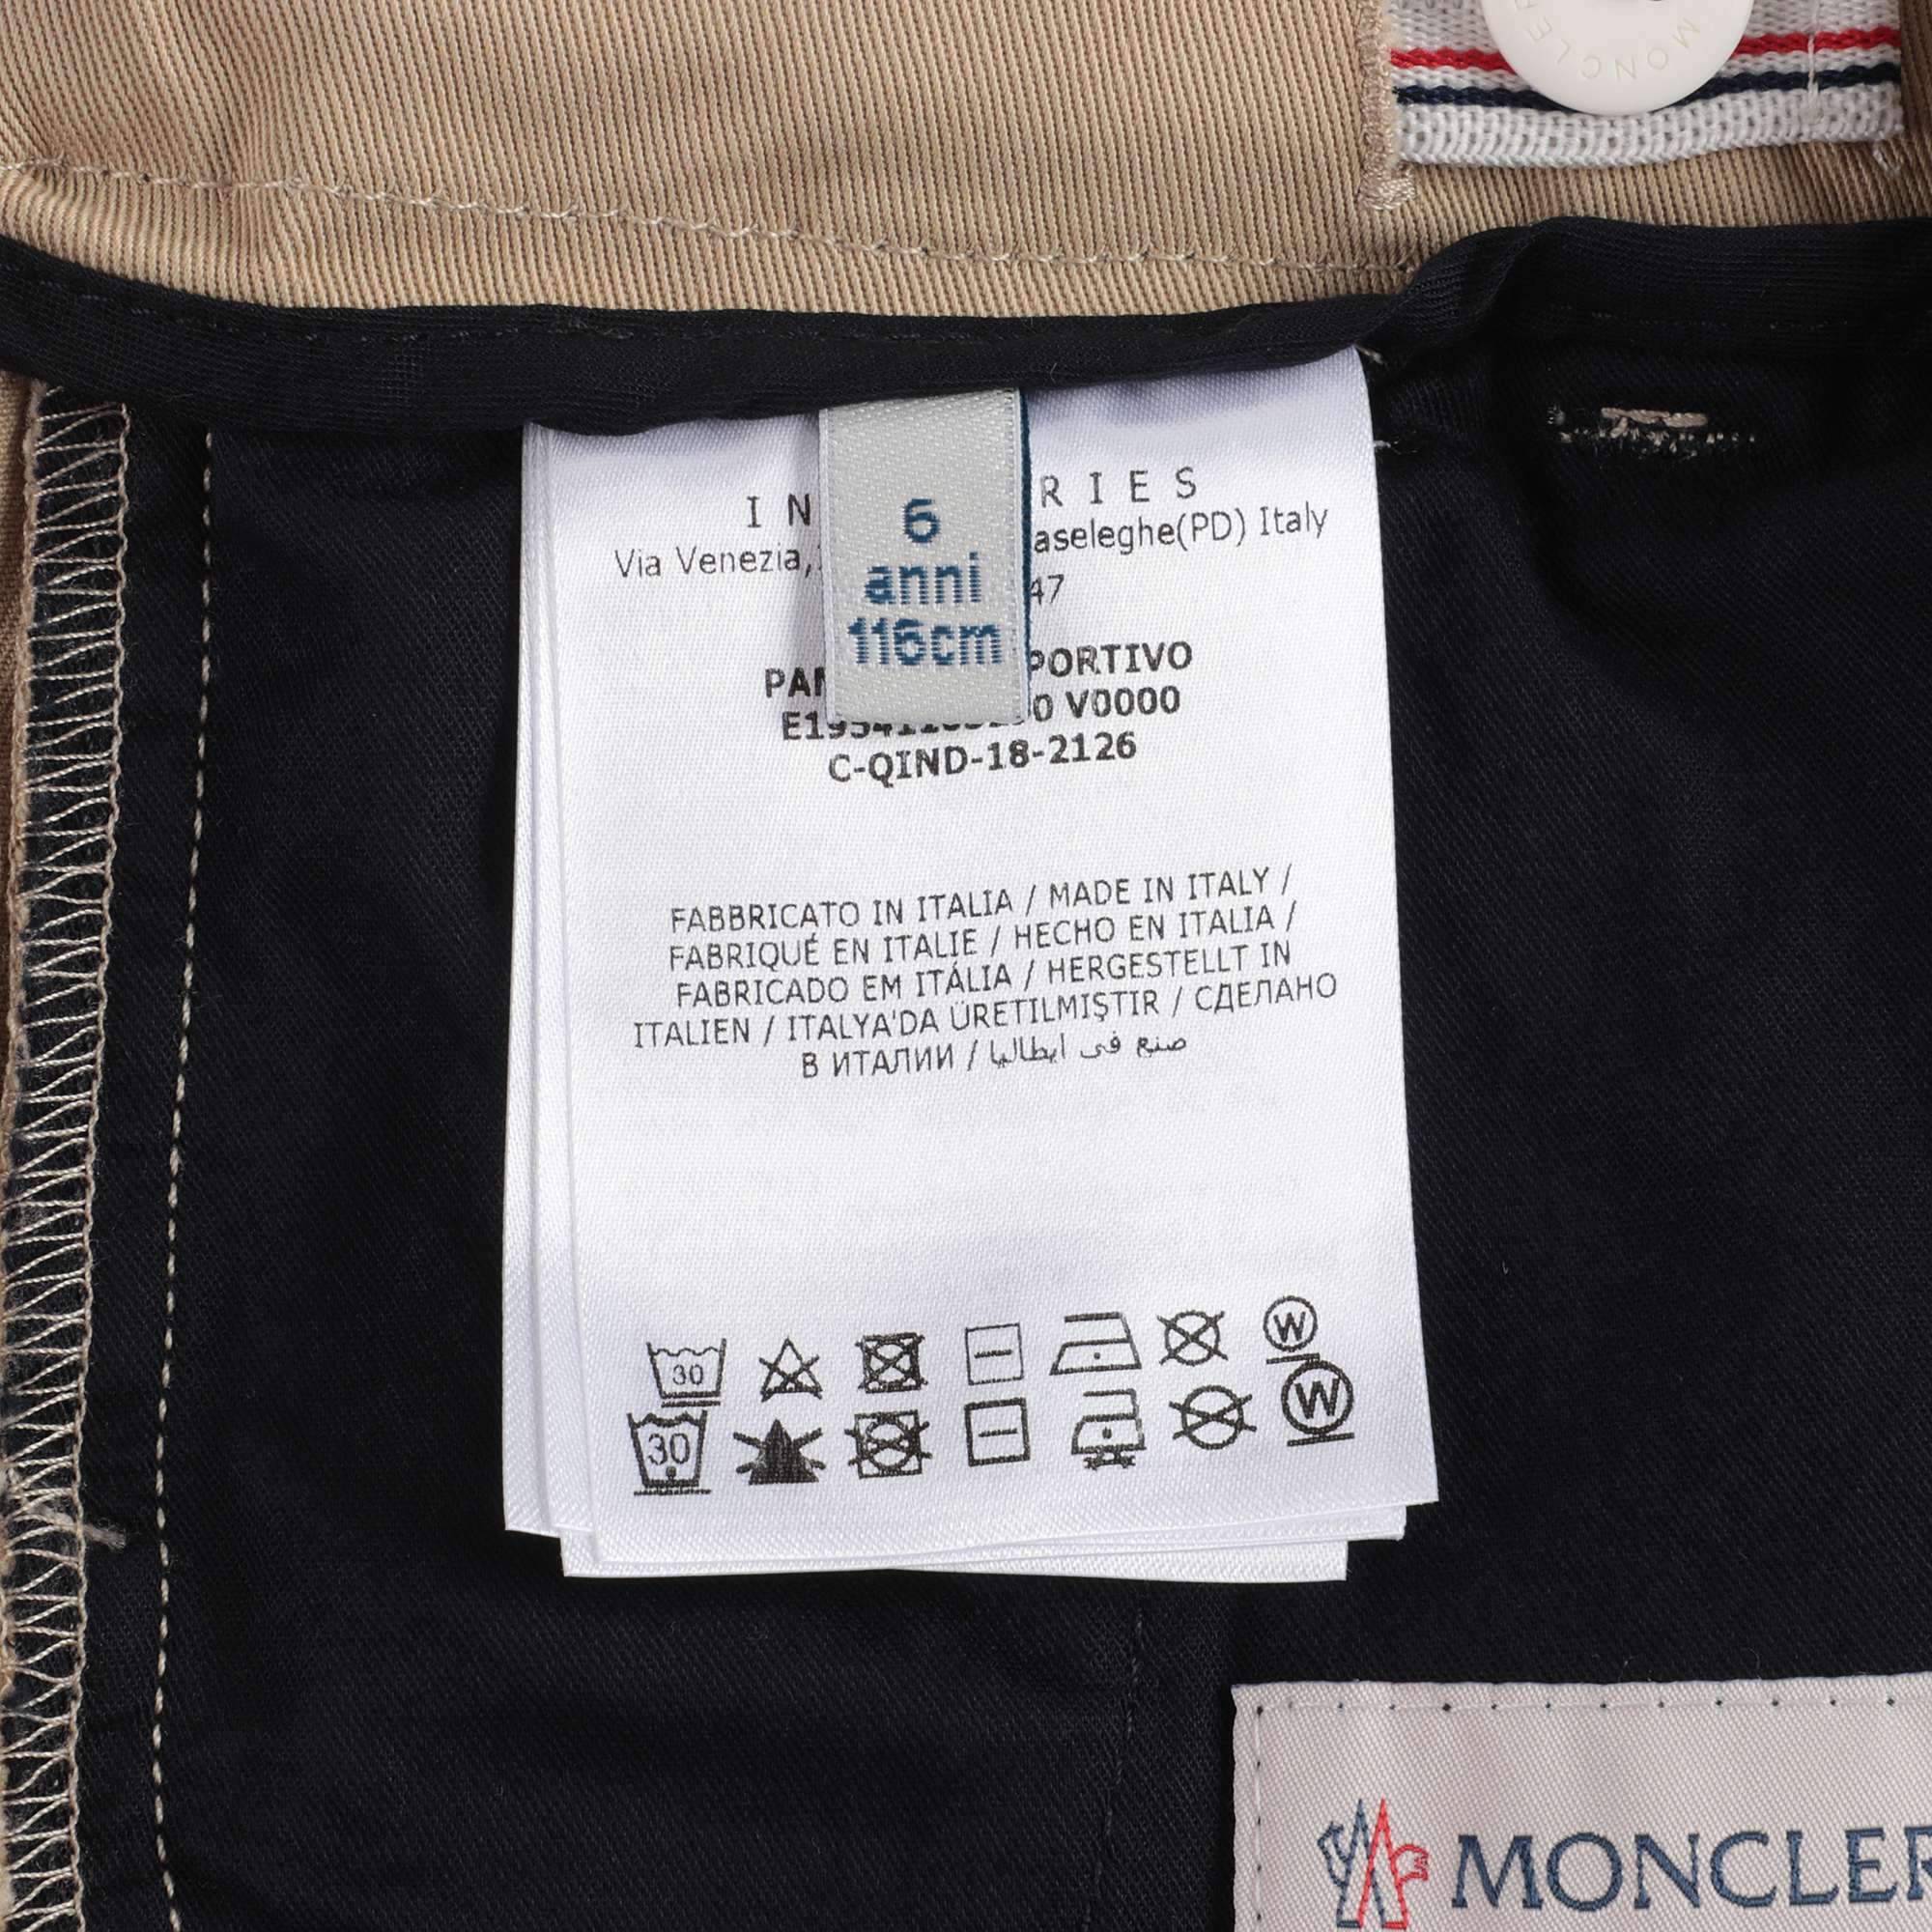 MONCLER
RIES
Via Venezia, aseleghe(PD) Italy
47
6
anni
116cm
PORTIVO
V0000
C-QIND-18-2126
FABBRICATO IN ITALIA / MADE IN ITALY /
FABRIQUÉ EN ITALIE / HECHO EN ITALIA /
FABRICADO EM ITÁLIA / HERGESTELLT IN
ITALIEN / ITALYA'DA ÜRETILMIŞTIR / СДЕЛАНО
В ИТАЛИИ / صنع فى ايطاليا
30 W
30 W
MONCLER